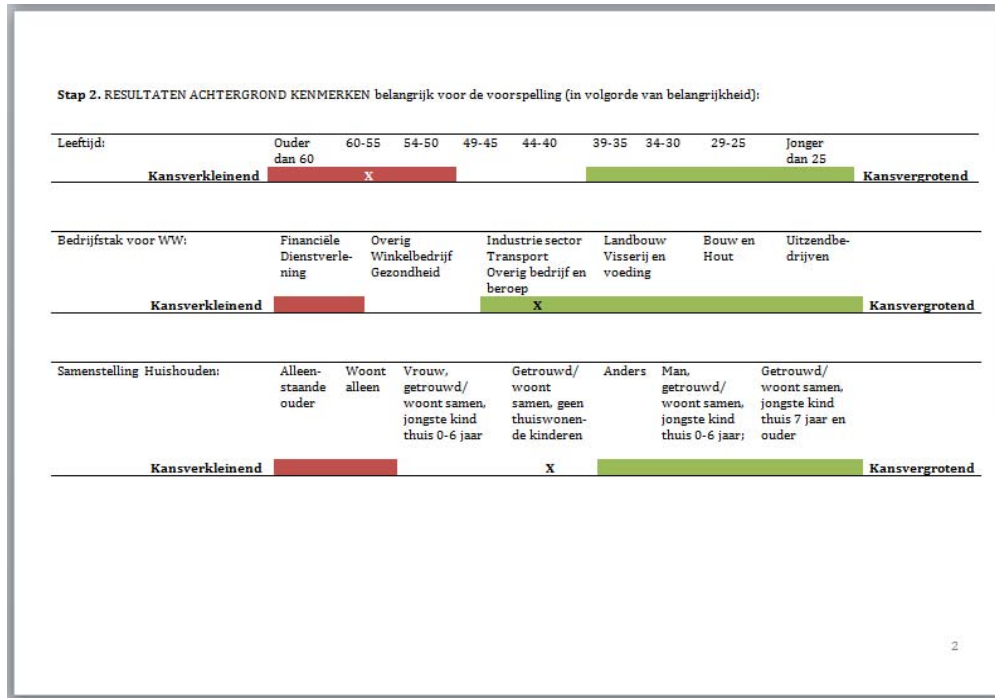 Stap 2. RESULTATEN ACHTERGROND KENMERKEN belangrijk voor de voorspelling (in volgorde van belangrijkheid):
Leeftijd: Ouder dan 60 60-55 54-50 49-45 44-40 39-35 34-30 29-25 Jonger dan 25
Kansverkleinend X Kansvergrotend
Bedrijfstak voor WW: Financiële Dienstverle-ning Overig Winkelbedrijf Gezondheid Industrie sector Transport Overig bedrijf en beroep Landbouw Visserij en voeding Bouw en Hout Uitzendbe-drijven
Kansverkleinend X Kansvergrotend
Samenstelling Huishouden: Alleen-staande ouder Woont alleen Vrouw, getrouwd/ woont samen, jongste kind thuis 0-6 jaar Getrouwd/ woont samen, geen thuiswonen-de kinderen Anders Man, getrouwd/ woont samen, jongste kind thuis 0-6 jaar; Getrouwd/ woont samen, jongste kind thuis 7 jaar en ouder
Kansverkleinend X Kansvergrotend
2